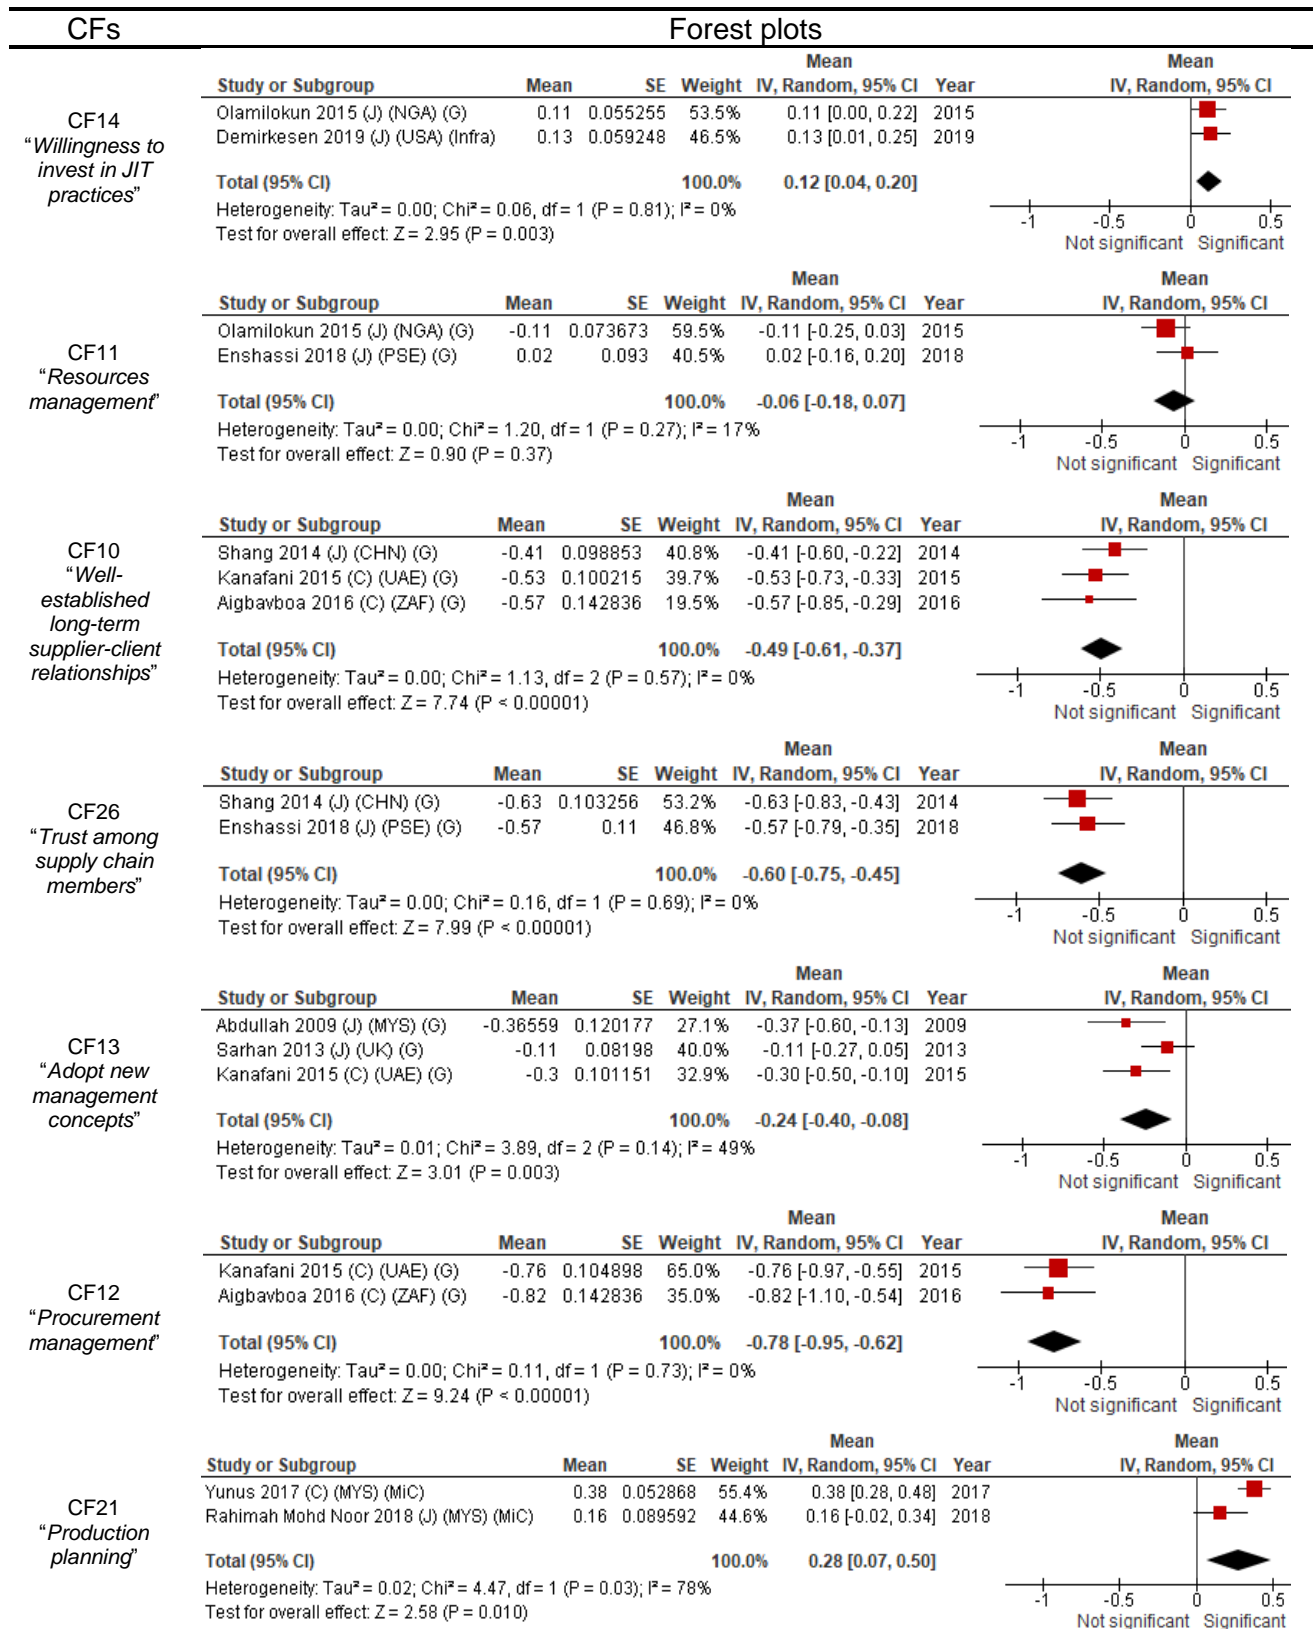 CFs Forest plots
CF14
“Willingness to
invest in JIT
practices”
Mean Mean
Study or Subgroup Mean SE Weight IV, Random, 95% CI Year IV, Random, 95% CI
Olamilokun 2015 (J) (NGA) (G) 0.11 0.055255 53.5% 0.11 [0.00, 0.22] 2015
Demirkesen 2019 (J) (USA) (Infra) 0.13 0.059248 46.5% 0.13 [0.01, 0.25] 2019
Total (95% CI) 100.0% 0.12 [0.04, 0.20]
Heterogeneity: Tau² = 0.00; Chi² = 0.06, df = 1 (P = 0.81); I² = 0%
Test for overall effect: Z = 2.95 (P = 0.003)
-1 -0.5 0 0.5
Not significant Significant
CF11
“Resources
management”
Mean Mean
Study or Subgroup Mean SE Weight IV, Random, 95% CI Year IV, Random, 95% CI
Olamilokun 2015 (J) (NGA) (G) -0.11 0.073673 59.5% -0.11 [-0.25, 0.03] 2015
Enshassi 2018 (J) (PSE) (G) 0.02 0.093 40.5% 0.02 [-0.16, 0.20] 2018
Total (95% CI) 100.0% -0.06 [-0.18, 0.07]
Heterogeneity: Tau² = 0.00; Chi² = 1.20, df = 1 (P = 0.27); I² = 17%
Test for overall effect: Z = 0.90 (P = 0.37)
-1 -0.5 0 0.5
Not significant Significant
CF10
“Well-
established
long-term
supplier-client
relationships”
Mean Mean
Study or Subgroup Mean SE Weight IV, Random, 95% CI Year IV, Random, 95% CI
Shang 2014 (J) (CHN) (G) -0.41 0.098853 40.8% -0.41 [-0.60, -0.22] 2014
Kanafani 2015 (C) (UAE) (G) -0.53 0.100215 39.7% -0.53 [-0.73, -0.33] 2015
Aigbavboa 2016 (C) (ZAF) (G) -0.57 0.142836 19.5% -0.57 [-0.85, -0.29] 2016
Total (95% CI) 100.0% -0.49 [-0.61, -0.37]
Heterogeneity: Tau² = 0.00; Chi² = 1.13, df = 2 (P = 0.57); I² = 0%
Test for overall effect: Z = 7.74 (P < 0.00001)
-1 -0.5 0 0.5
Not significant Significant
CF26
“Trust among
supply chain
members”
Mean Mean
Study or Subgroup Mean SE Weight IV, Random, 95% CI Year IV, Random, 95% CI
Shang 2014 (J) (CHN) (G) -0.63 0.103256 53.2% -0.63 [-0.83, -0.43] 2014
Enshassi 2018 (J) (PSE) (G) -0.57 0.11 46.8% -0.57 [-0.79, -0.35] 2018
Total (95% CI) 100.0% -0.60 [-0.75, -0.45]
Heterogeneity: Tau² = 0.00; Chi² = 0.16, df = 1 (P = 0.69); I² = 0%
Test for overall effect: Z = 7.99 (P < 0.00001)
-1 -0.5 0 0.5
Not significant Significant
CF13
“Adopt new
management
concepts”
Mean Mean
Study or Subgroup Mean SE Weight IV, Random, 95% CI Year IV, Random, 95% CI
Abdullah 2009 (J) (MYS) (G) -0.36559 0.120177 27.1% -0.37 [-0.60, -0.13] 2009
Sarhan 2013 (J) (UK) (G) -0.11 0.08198 40.0% -0.11 [-0.27, 0.05] 2013
Kanafani 2015 (C) (UAE) (G) -0.3 0.101151 32.9% -0.30 [-0.50, -0.10] 2015
Total (95% CI) 100.0% -0.24 [-0.40, -0.08]
Heterogeneity: Tau² = 0.01; Chi² = 3.89, df = 2 (P = 0.14); I² = 49%
Test for overall effect: Z = 3.01 (P = 0.003)
-1 -0.5 0 0.5
Not significant Significant
CF12
“Procurement
management”
Mean Mean
Study or Subgroup Mean SE Weight IV, Random, 95% CI Year IV, Random, 95% CI
Kanafani 2015 (C) (UAE) (G) -0.76 0.104898 65.0% -0.76 [-0.97, -0.55] 2015
Aigbavboa 2016 (C) (ZAF) (G) -0.82 0.142836 35.0% -0.82 [-1.10, -0.54] 2016
Total (95% CI) 100.0% -0.78 [-0.95, -0.62]
Heterogeneity: Tau² = 0.00; Chi² = 0.11, df = 1 (P = 0.73); I² = 0%
Test for overall effect: Z = 9.24 (P < 0.00001)
-1 -0.5 0 0.5
Not significant Significant
CF21
“Production
planning”
Mean Mean
Study or Subgroup Mean SE Weight IV, Random, 95% CI Year IV, Random, 95% CI
Yunus 2017 (C) (MYS) (MiC) 0.38 0.052868 55.4% 0.38 [0.28, 0.48] 2017
Rahimah Mohd Noor 2018 (J) (MYS) (MiC) 0.16 0.089592 44.6% 0.16 [-0.02, 0.34] 2018
Total (95% CI) 100.0% 0.28 [0.07, 0.50]
Heterogeneity: Tau² = 0.02; Chi² = 4.47, df = 1 (P = 0.03); I² = 78%
Test for overall effect: Z = 2.58 (P = 0.010)
-1 -0.5 0 0.5
Not significant Significant